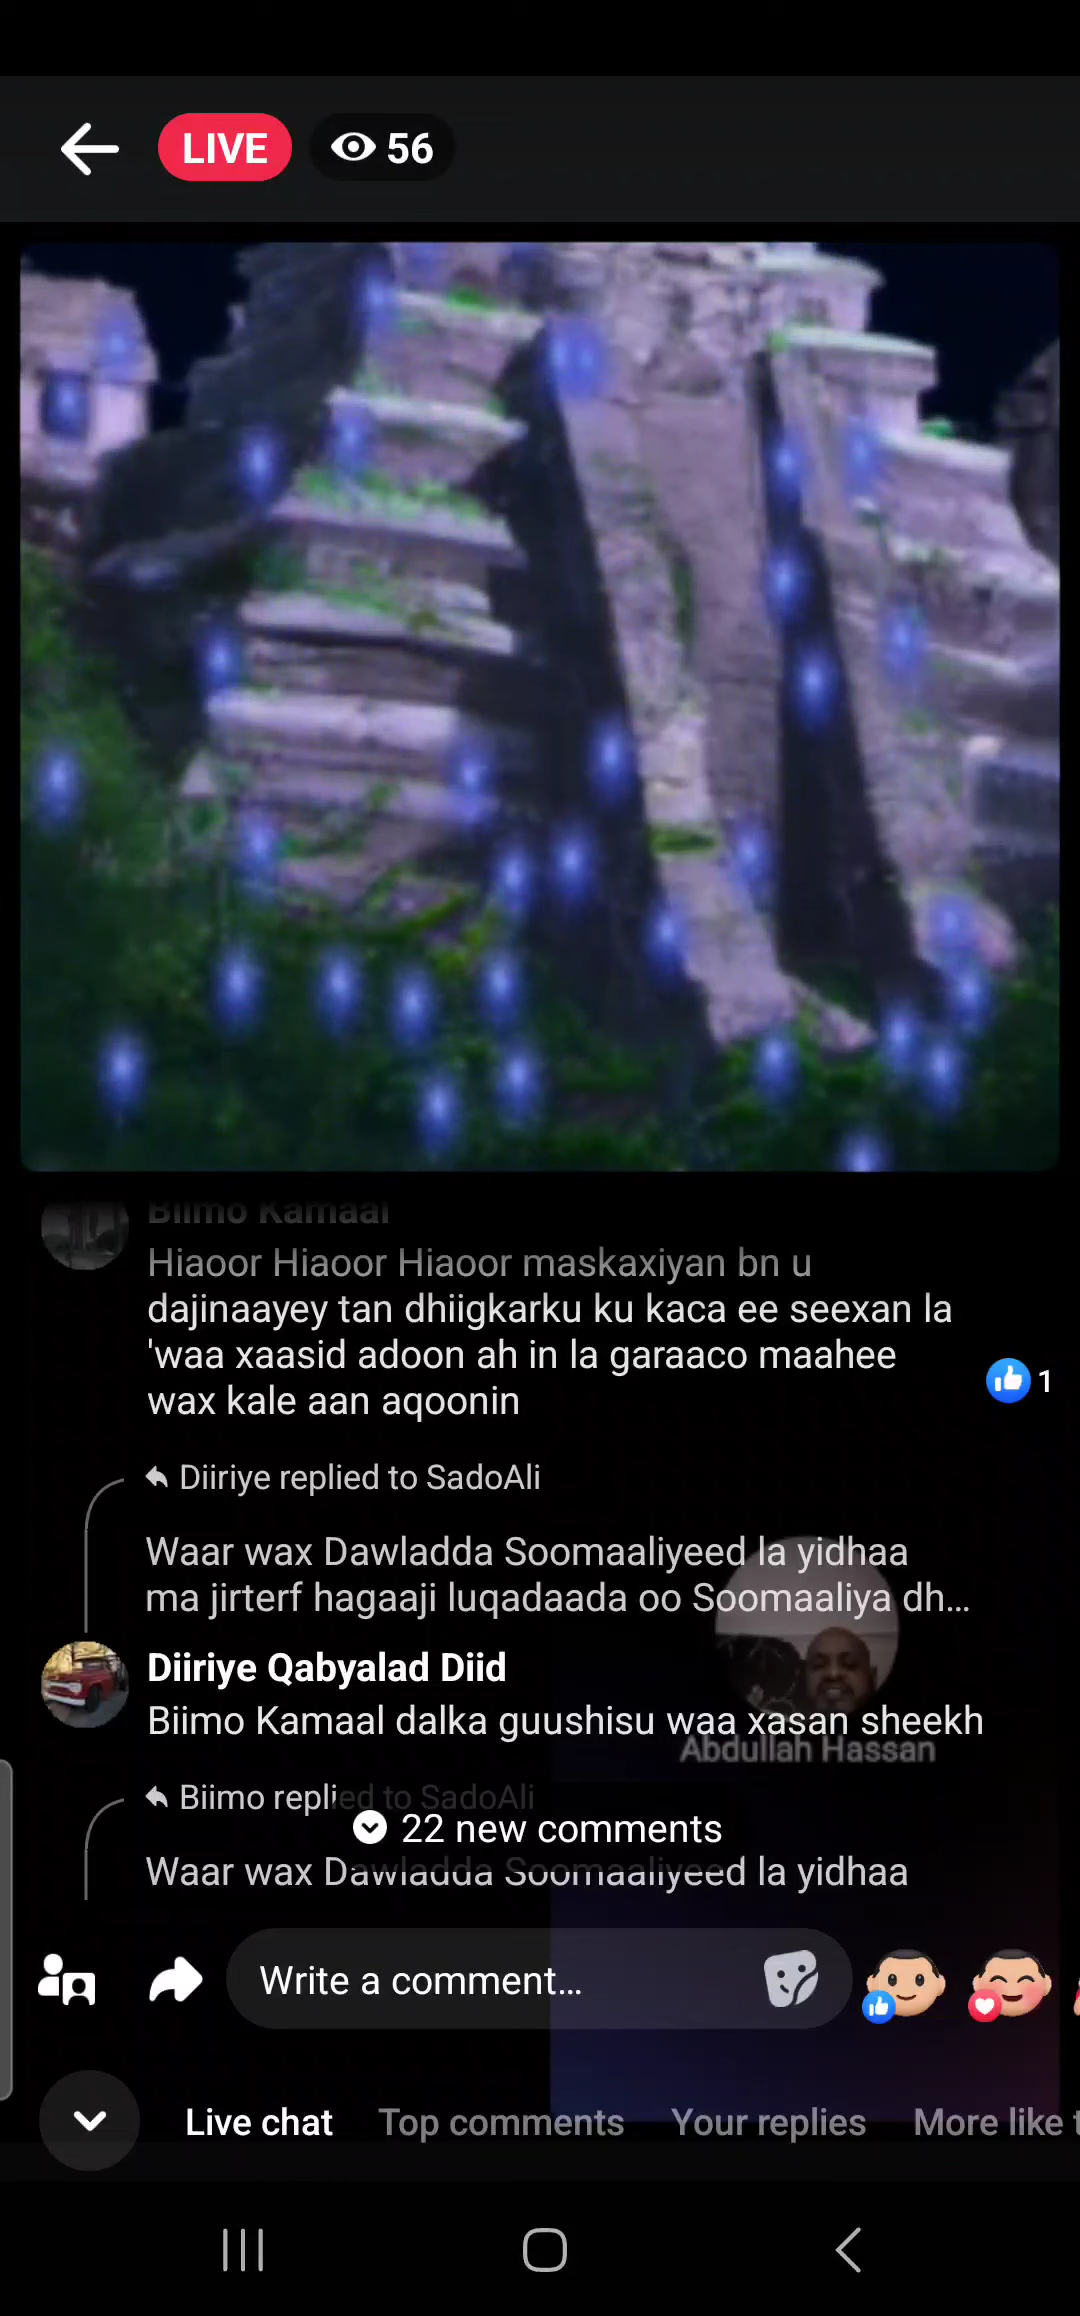 LIVE 56
Biimo Kamaal
Hiaoor Hiaoor Hiaoor maskaxiyan bn u
dajinaayey tan dhiigkarku ku kaca ee seexan la
'waa xaasid adoon ah in la garaaco maahee
wax kale aan aqoonin
1
Diiriye replied to SadoAli
Waar wax Dawladda Soomaaliyeed la yidhaa
ma jirterf hagaaji luqadaada oo Soomaaliya dh...
Diiriye Qabyalad Diid
Biimo Kamaal dalka guushisu waa xasan sheekh
Abdullah Hassan
Biimo replied to SadoAli
22 new comments
Waar wax Dawladda Soomaaliyeed la yidhaa
Write a comment...
Live chat Top comments Your replies More like t